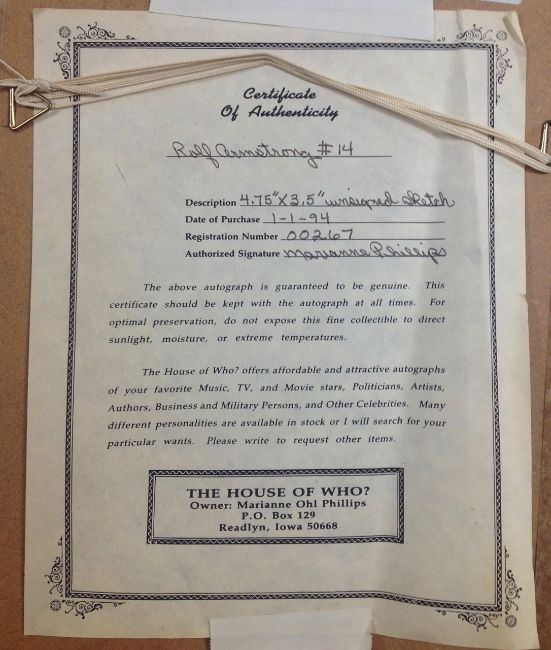 Certificate
Of Authenticity
Rolf Armstrong #14
Description 4.75"X3.5" unsigned sketch
Date of Purchase 1-1-94
Registration Number 00267
Authorized Signature Marianne Phillips
The above autograph is guaranteed to be genuine. This
certificate should be kept with the autograph at all times. For
optimal preservation, do not expose this fine collectible to direct
sunlight, moisture, or extreme temperatures.
The House of Who? offers affordable and attractive autographs
of your favorite Music, TV, and Movie stars, Politicians, Artists,
Authors, Business and Military Persons, and Other Celebrities. Many
different personalities are available in stock or I will search for your
particular wants. Please write to request other items.
THE HOUSE OF WHO?
Owner: Marianne Ohl Phillips
P.O. Box 129
Readlyn, Iowa 50668